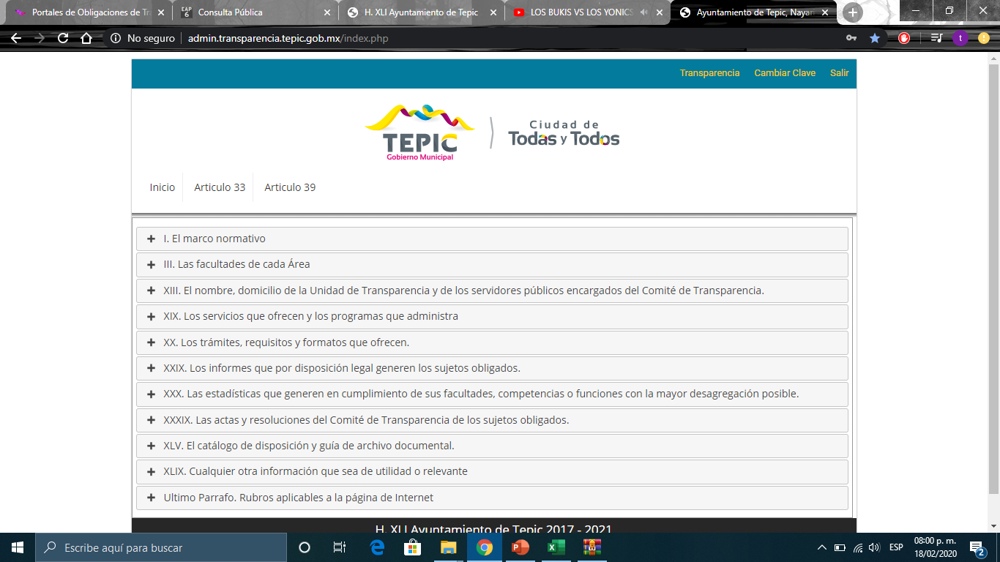 Portales de Obligaciones de Tra
EAP 6 Consulta Pública
H. XLI Ayuntamiento de Tepic
LOS BUKIS VS LOS YONICS
Ayuntamiento de Tepic, Nayar
No seguro
admin.transparencia.tepic.gob.mx/index.php
t
Transparencia Cambiar Clave Salir
TEPIC
Gobierno Municipal
Ciudad de
Todas y Todos
Inicio Articulo 33 Articulo 39
I. El marco normativo
III. Las facultades de cada Área
XIII. El nombre, domicilio de la Unidad de Transparencia y de los servidores públicos encargados del Comité de Transparencia.
XIX. Los servicios que ofrecen y los programas que administra
XX. Los trámites, requisitos y formatos que ofrecen.
XXIX. Los informes que por disposición legal generen los sujetos obligados.
XXX. Las estadísticas que generen en cumplimiento de sus facultades, competencias o funciones con la mayor desagregación posible.
XXXIX. Las actas y resoluciones del Comité de Transparencia de los sujetos obligados.
XLV. El catálogo de disposición y guía de archivo documental.
XLIX. Cualquier otra información que sea de utilidad o relevante
Ultimo Parrafo. Rubros aplicables a la página de Internet
H. XLI Ayuntamiento de Tepic 2017 - 2021
Escribe aquí para buscar
ESP
08:00 p. m.
18/02/2020
2